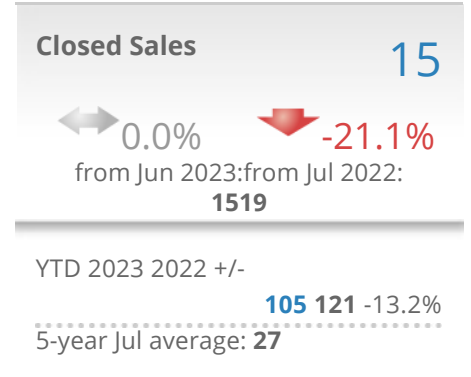 Closed Sales
15
0.0% -21.1%
from Jun 2023:from Jul 2022:
1519
YTD 2023 2022 +/-
105 121 -13.2%
5-year Jul average: 27